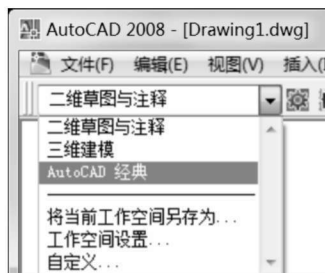 AutoCAD 2008 - [Drawing1.dwg]
文件(F) 编辑(E) 视图(V) 插入(
二维草图与注释
二维草图与注释
三维建模
AutoCAD 经典
将当前工作空间另存为...
工作空间设置...
自定义...